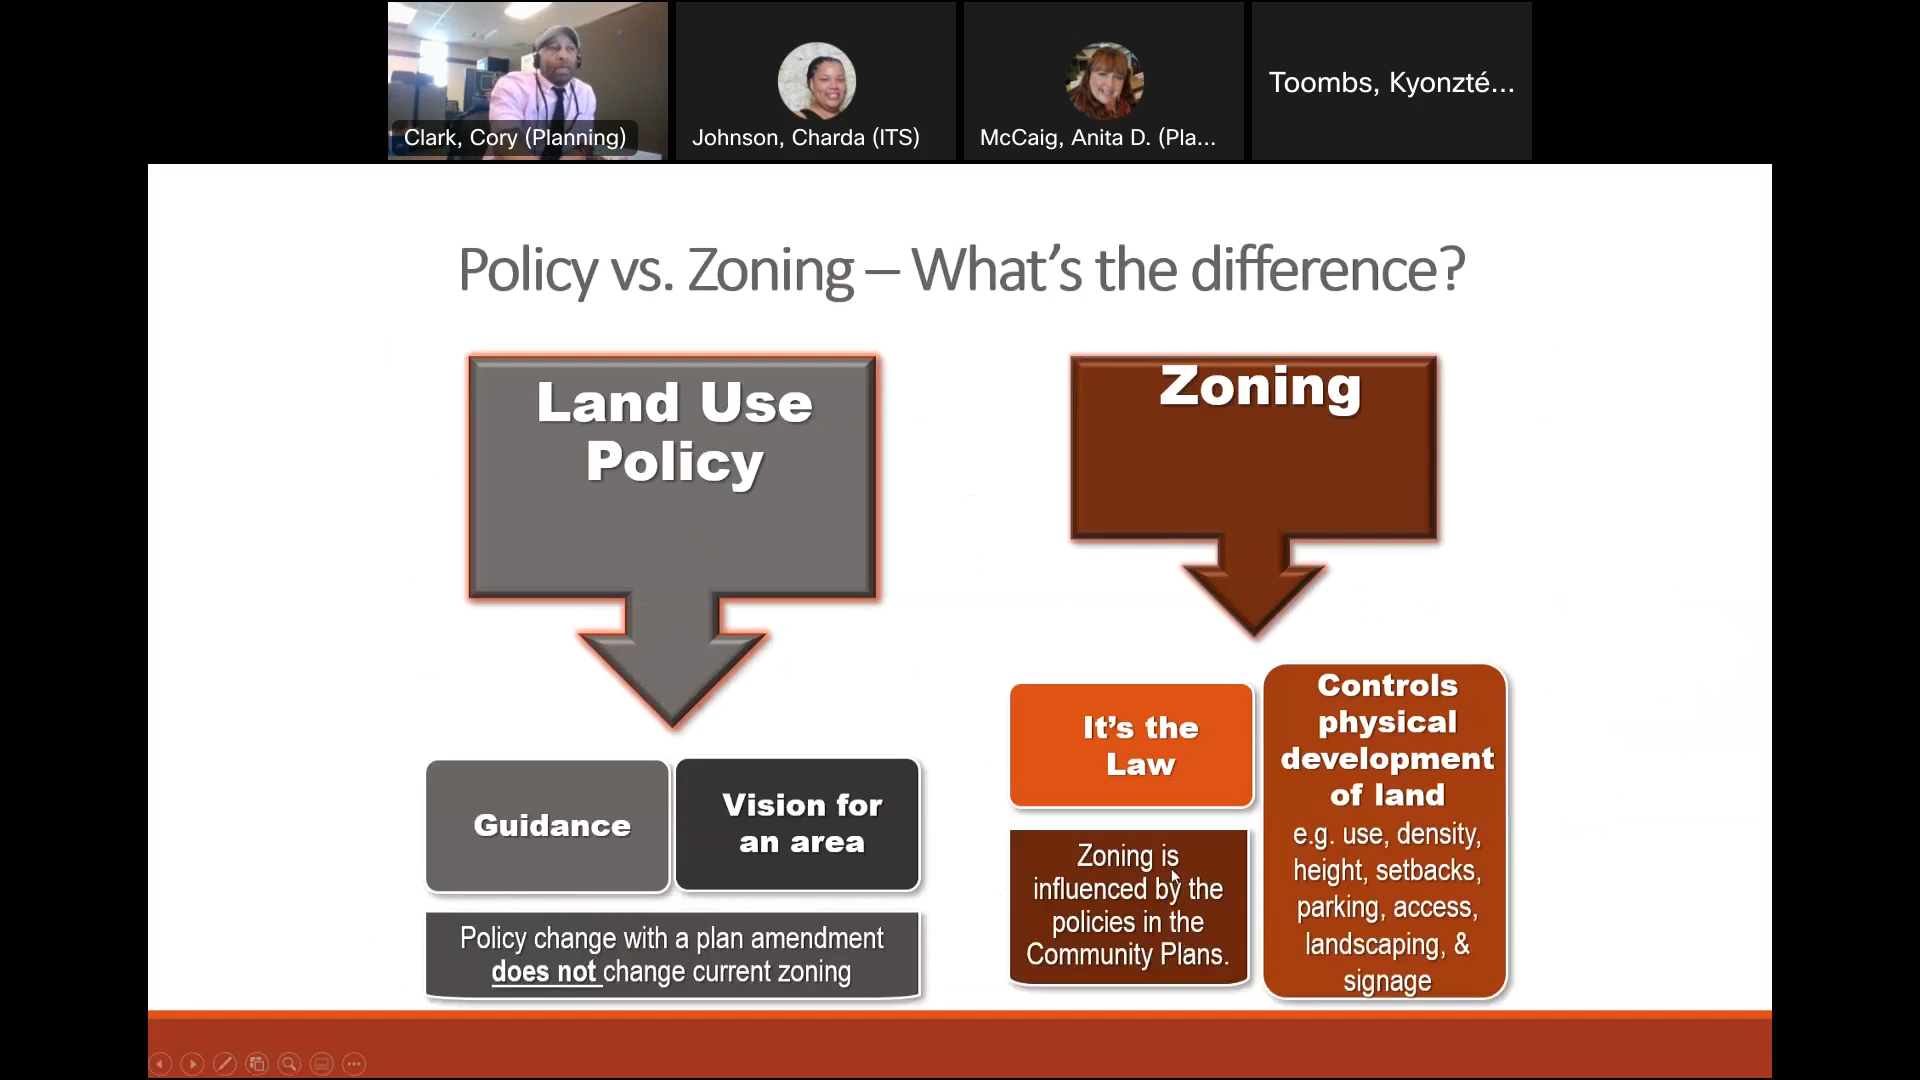 Clark, Cory (Planning)
Johnson, Charda (ITS)
McCaig, Anita D. (Pla...
Toombs, Kyonzté...
Policy vs. Zoning – What's the difference?
Land Use
Policy
Guidance
Vision for
an area
Policy change with a plan amendment
does not change current zoning
Zoning
It's the
Law
Zoning is
influenced by the
policies in the
Community Plans.
Controls
physical
development
of land
e.g. use, density,
height, setbacks,
parking, access,
landscaping, &
signage